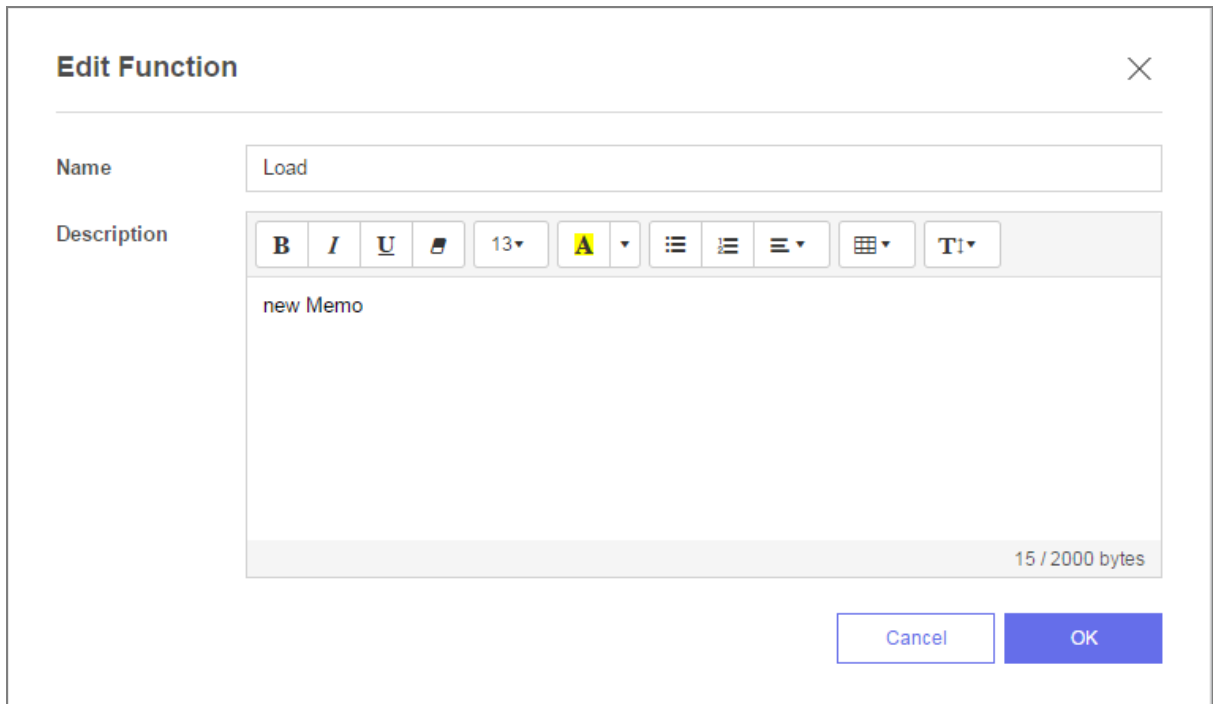 Edit Function
Name
Load
Description
B I U 13 A T
new Memo
15 / 2000 bytes
Cancel OK